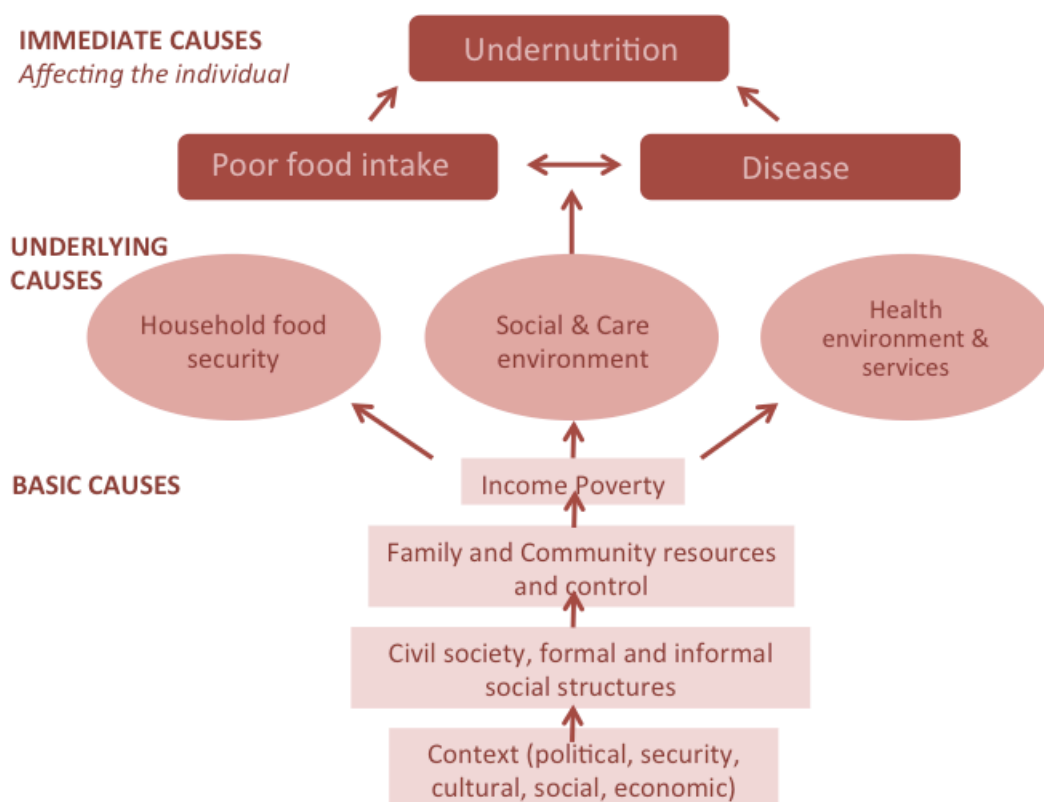 IMMEDIATE CAUSES
Affecting the individual
Undernutrition
Poor food intake
Disease
UNDERLYING
CAUSES
Household food
security
Social & Care
environment
Health
environment &
services
BASIC CAUSES
Income Poverty
Family and Community resources
and control
Civil society, formal and informal
social structures
Context (political, security,
cultural, social, economic)